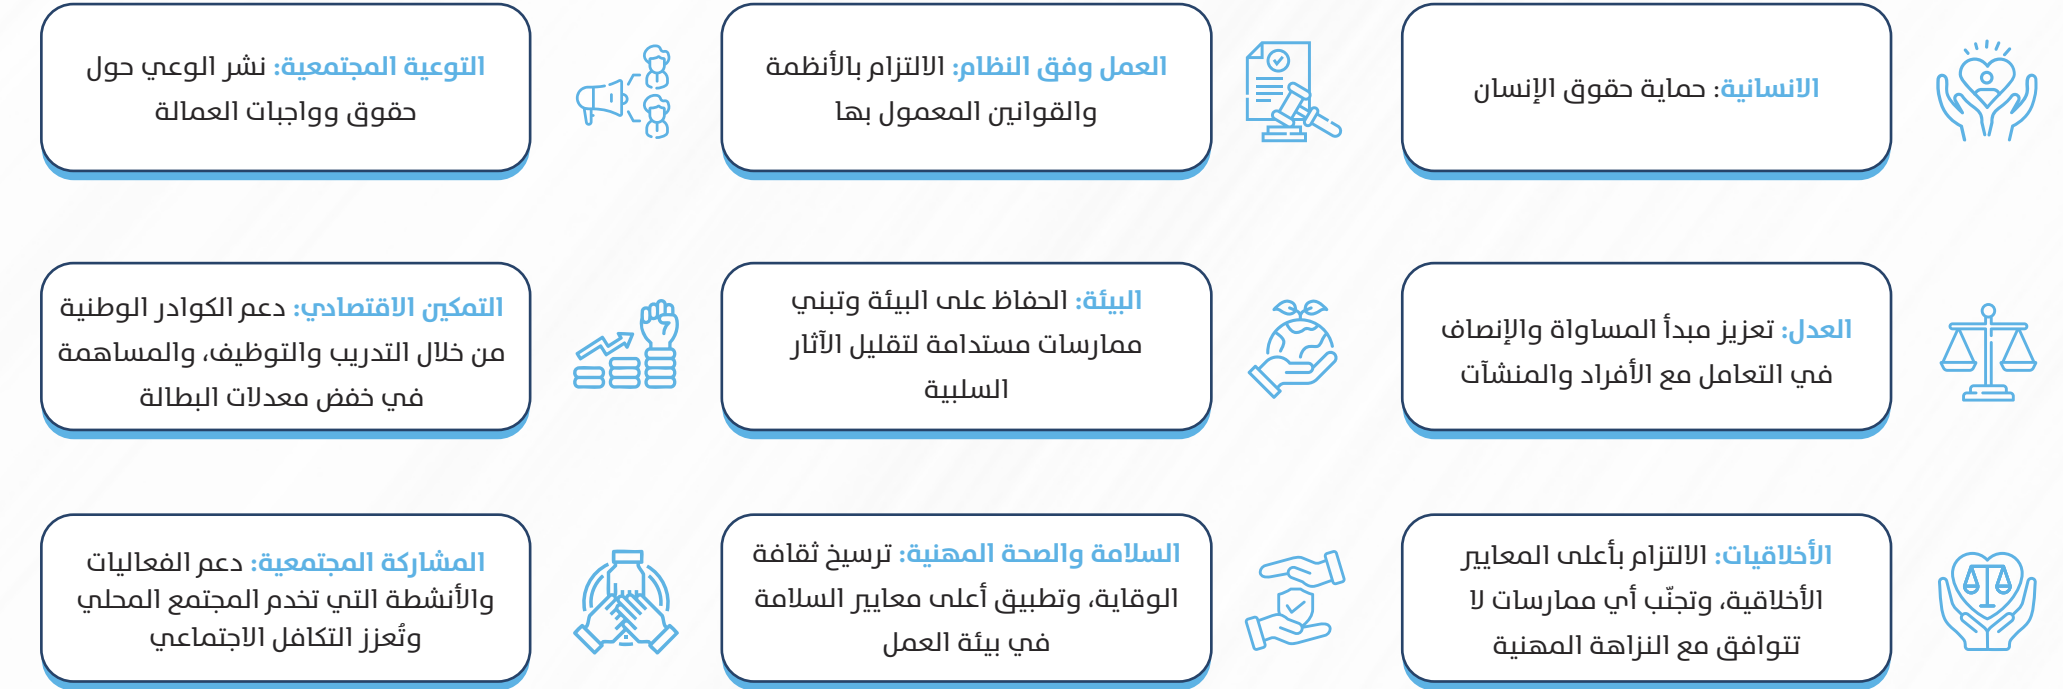 الانسانية: حماية حقوق الإنسان
العمل وفق النظام: الالتزام بالأنظمة
والقوانين المعمول بها
التوعية المجتمعية: نشر الوعي حول
حقوق وواجبات العمالة
العدل: تعزيز مبدأ المساواة والإنصاف
في التعامل مع الأفراد والمنشآت
البيئة: الحفاظ على البيئة وتبني
ممارسات مستدامة لتقليل الآثار
السلبية
التمكين الاقتصادي: دعم الكوادر الوطنية
من خلال التدريب والتوظيف، والمساهمة
في خفض معدلات البطالة
الأخلاقيات: الالتزام بأعلى المعايير
الأخلاقية، وتجنّب أي ممارسات لا
تتوافق مع النزاهة المهنية
السلامة والصحة المهنية: ترسيخ ثقافة
الوقاية، وتطبيق أعلى معايير السلامة
في بيئة العمل
المشاركة المجتمعية: دعم الفعاليات
والأنشطة التي تخدم المجتمع المحلي
وتُعزز التكافل الاجتماعي